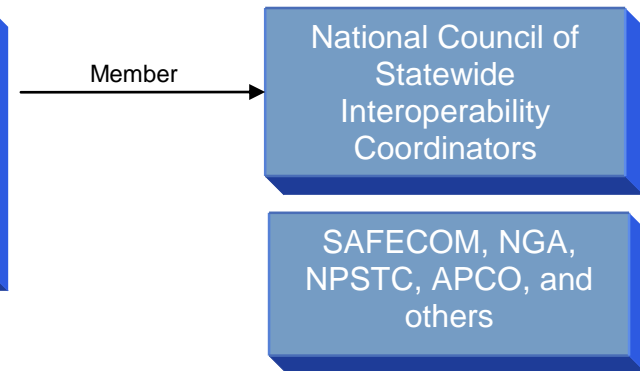 Member
National Council of
Statewide
Interoperability
Coordinators
SAFECOM, NGA,
NPSTC, APCO, and
others